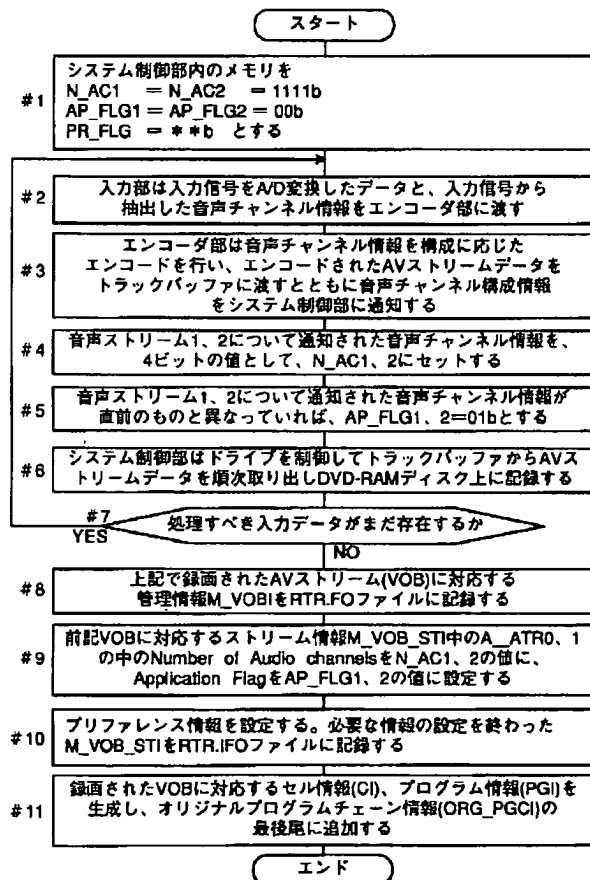 スタート
#1
システム制御部内のメモリを
N_AC1 = N_AC2 = 1111b
AP_FLG1 = AP_FLG2 = 00b
PR_FLG = **b とする
#2
入力部は入力信号をA/D変換したデータと、入力信号から
抽出した音声チャンネル情報をエンコーダ部に渡す
#3
エンコーダ部は音声チャンネル情報を構成に応じた
エンコードを行い、エンコードされたAVストリームデータを
トラックバッファに渡すとともに音声チャンネル構成情報
をシステム制御部に通知する
#4
音声ストリーム1、2について通知された音声チャンネル情報を、
4ビットの値として、N_AC1、2にセットする
#5
音声ストリーム1、2について通知された音声チャンネル情報が
直前のものと異なっていれば、AP_FLG1、2=01bとする
#6
システム制御部はドライブを制御してトラックバッファからAVス
トリームデータを順次取り出しDVD-RAMディスク上に記録する
#7
処理すべき入力データがまだ存在するか
YES
NO
#8
上記で録画されたAVストリーム(VOB)に対応する
管理情報M_VOBIをRTR.IFOファイルに記録する
#9
前記VOBに対応するストリーム情報M_VOB_STI中のA_ATR0、1
の中のNumber of Audio channelsをN_AC1、2の値に、
Application FlagをAP_FLG1、2の値に設定する
#10
プリファレンス情報を設定する。必要な情報の設定を終わった
M_VOB_STIをRTR.IFOファイルに記録する
#11
録画されたVOBに対応するセル情報(CI)、プログラム情報(PGI)を
生成し、オリジナルプログラムチェーン情報(ORG_PGCI)の
最後尾に追加する
エンド